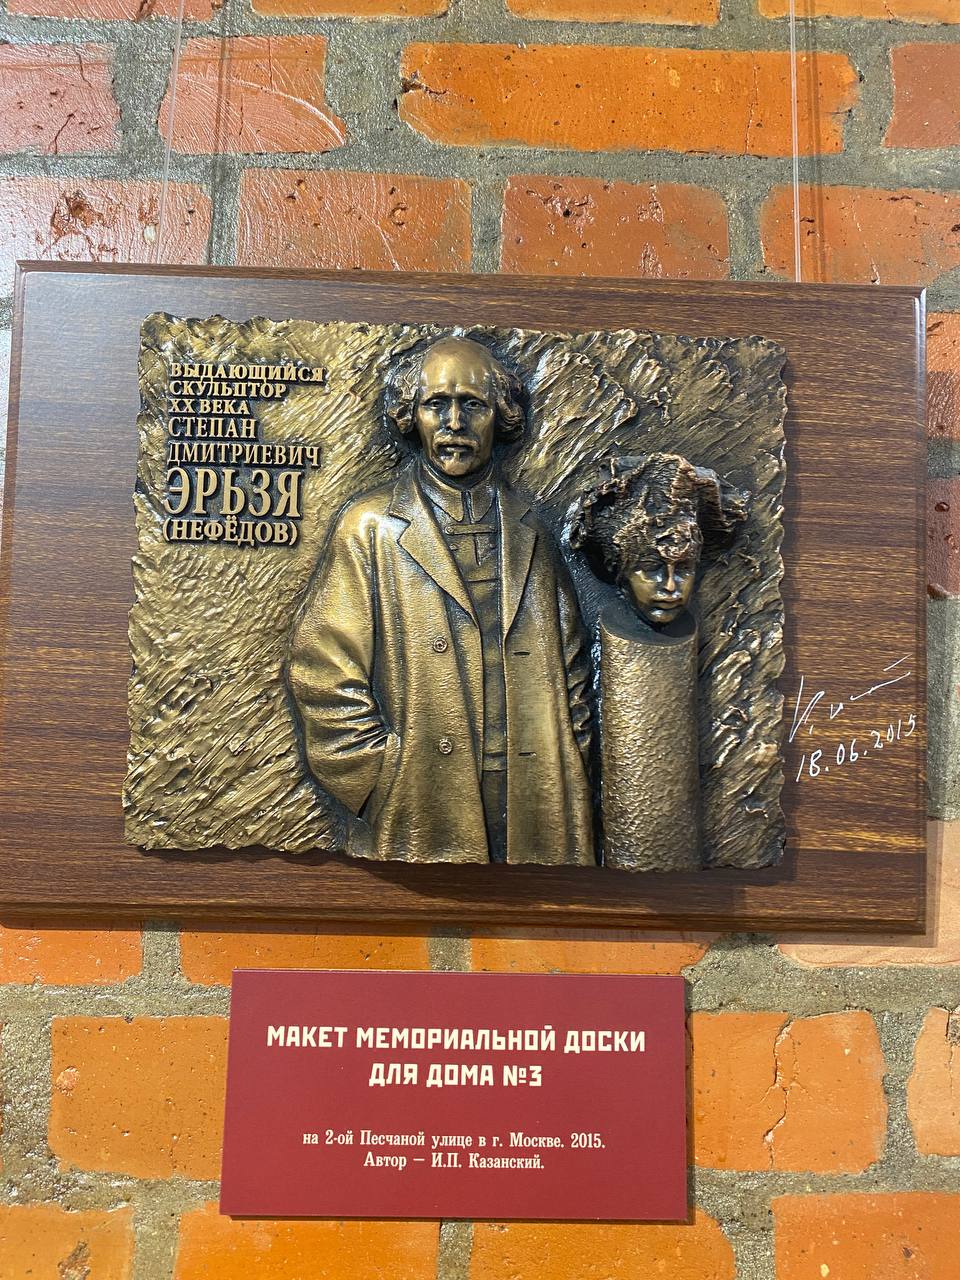 ВЫДАЮЩИЙСЯ
СКУЛЬПТОР
XX ВЕКА
СТЕПАН
ДМИТРИЕВИЧ
ЭРЬЗЯ
(НЕФЁДОВ)
18.06.2015
МАКЕТ МЕМОРИАЛЬНОЙ ДОСКИ
ДЛЯ ДОМА №3
на 2-ой Песчаной улице в г. Москве. 2015.
Автор — И.П. Казанский.